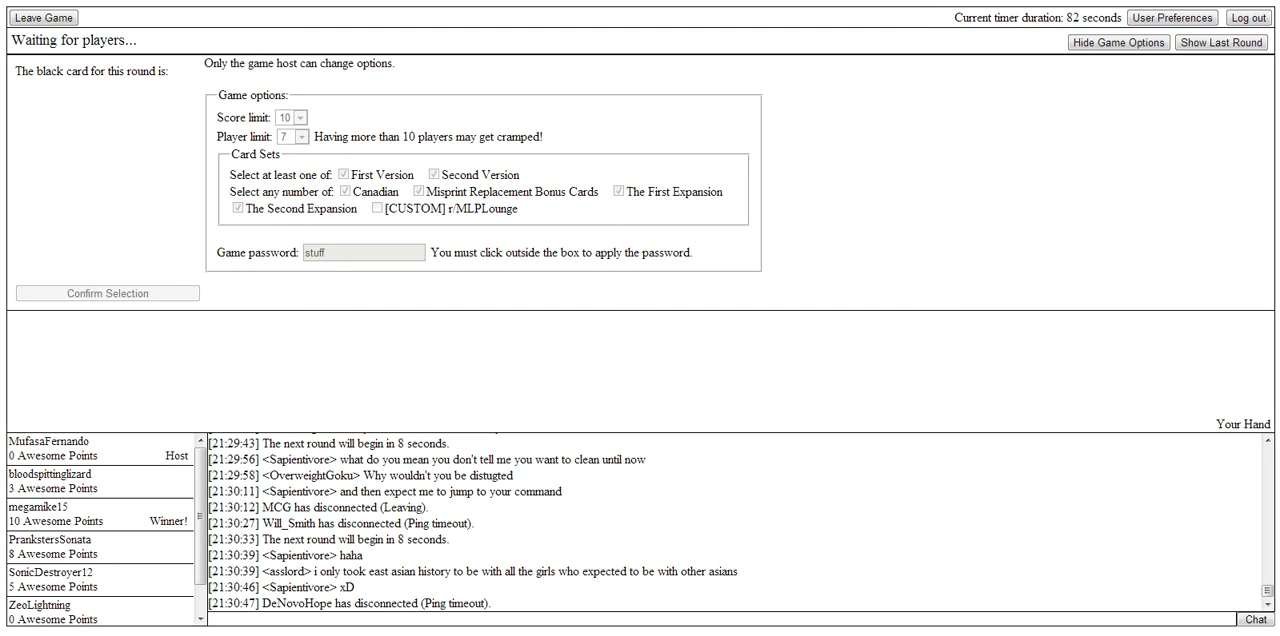 Leave Game
Current timer duration: 82 seconds User Preferences Log out
Waiting for players...
Hide Game Options Show Last Round
The black card for this round is:
Only the game host can change options.
Game options:
Score limit: 10
Player limit: 7 Having more than 10 players may get cramped!
Card Sets
Select at least one of: First Version Second Version
Select any number of: Canadian Misprint Replacement Bonus Cards The First Expansion
The Second Expansion [CUSTOM] r/MLPLounge
Game password: stuff You must click outside the box to apply the password.
Confirm Selection
Your Hand
MufasaFernando
0 Awesome Points Host
bloodspittinglizard
3 Awesome Points
megamike15
10 Awesome Points Winner!
PrankstersSonata
8 Awesome Points
SonicDestroyer12
5 Awesome Points
ZeoLightning
0 Awesome Points
[21:29:43] The next round will begin in 8 seconds.
[21:29:56] <Sapientivore> what do you mean you don't tell me you want to clean until now
[21:29:58] <OverweightGoku> Why wouldn't you be distugted
[21:30:11] <Sapientivore> and then expect me to jump to your command
[21:30:12] MCG has disconnected (Leaving).
[21:30:27] Will_Smith has disconnected (Ping timeout).
[21:30:33] The next round will begin in 8 seconds.
[21:30:39] <Sapientivore> haha
[21:30:39] <asslord> i only took east asian history to be with all the girls who expected to be with other asians
[21:30:46] <Sapientivore> xD
[21:30:47] DeNovoHope has disconnected (Ping timeout).
Chat